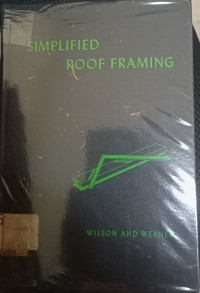 SIMPLIFIED
ROOF FRAMING
WILSON AND WERNER